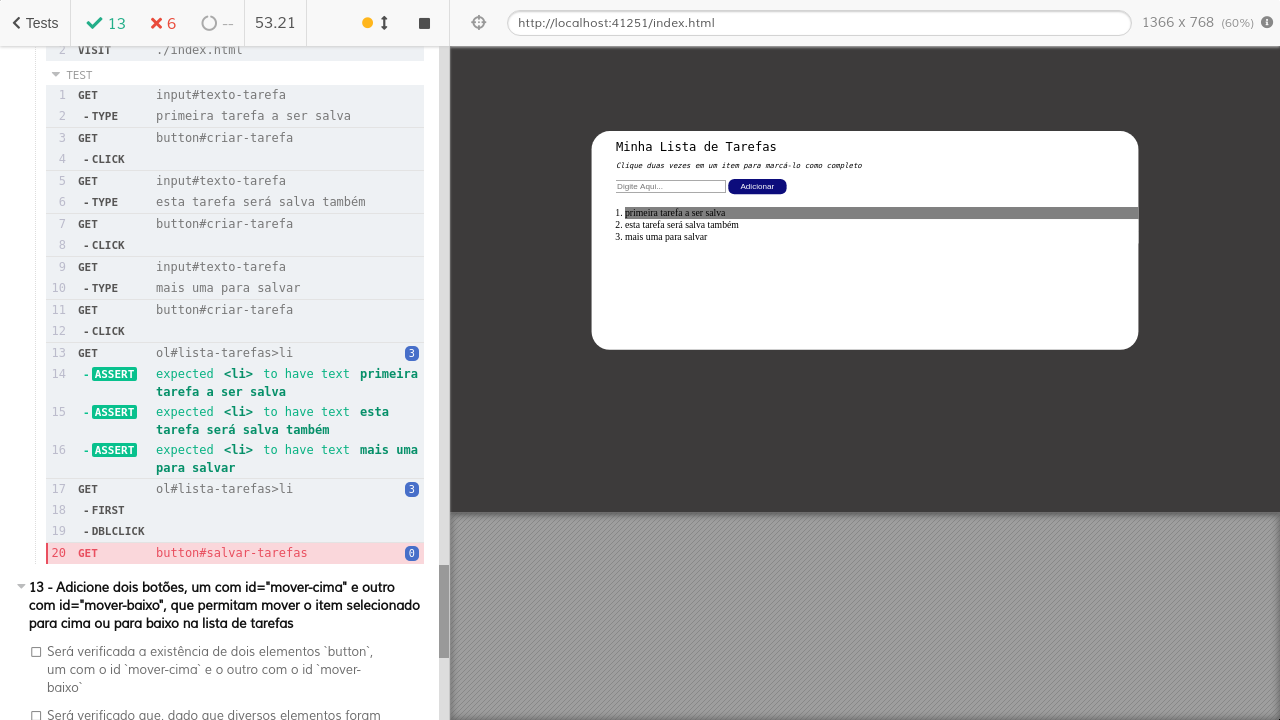 Tests 13 6 -- 53.21 http://localhost:41251/index.html 1366 x 768 (60%)
2 VISIT ./index.html
TEST
1 GET input#texto-tarefa
2 -TYPE primeira tarefa a ser salva
3 GET button#criar-tarefa
4 -CLICK
5 GET input#texto-tarefa
6 -TYPE esta tarefa será salva também
7 GET button#criar-tarefa
8 -CLICK
9 GET input#texto-tarefa
10 -TYPE mais uma para salvar
11 GET button#criar-tarefa
12 -CLICK
13 GET ol#lista-tarefas>li 3
14 -ASSERT expected <li> to have text primeira
tarefa a ser salva
15 -ASSERT expected <li> to have text esta
tarefa será salva também
16 -ASSERT expected <li> to have text mais uma
para salvar
17 GET ol#lista-tarefas>li 3
18 -FIRST
19 -DBLCLICK
20 GET button#salvar-tarefas 0
13 - Adicione dois botões, um com id="mover-cima" e outro
com id="mover-baixo", que permitam mover o item selecionado
para cima ou para baixo na lista de tarefas
Será verificada a existência de dois elementos `button`,
um com o id `mover-cima` e o outro com o id `mover-
baixo`
Será verificado que, dado que diversos elementos foram
Minha Lista de Tarefas
Clique duas vezes em um item para marcá-lo como completo
Digite Aqui... Adicionar
1. primeira tarefa a ser salva
2. esta tarefa será salva também
3. mais uma para salvar